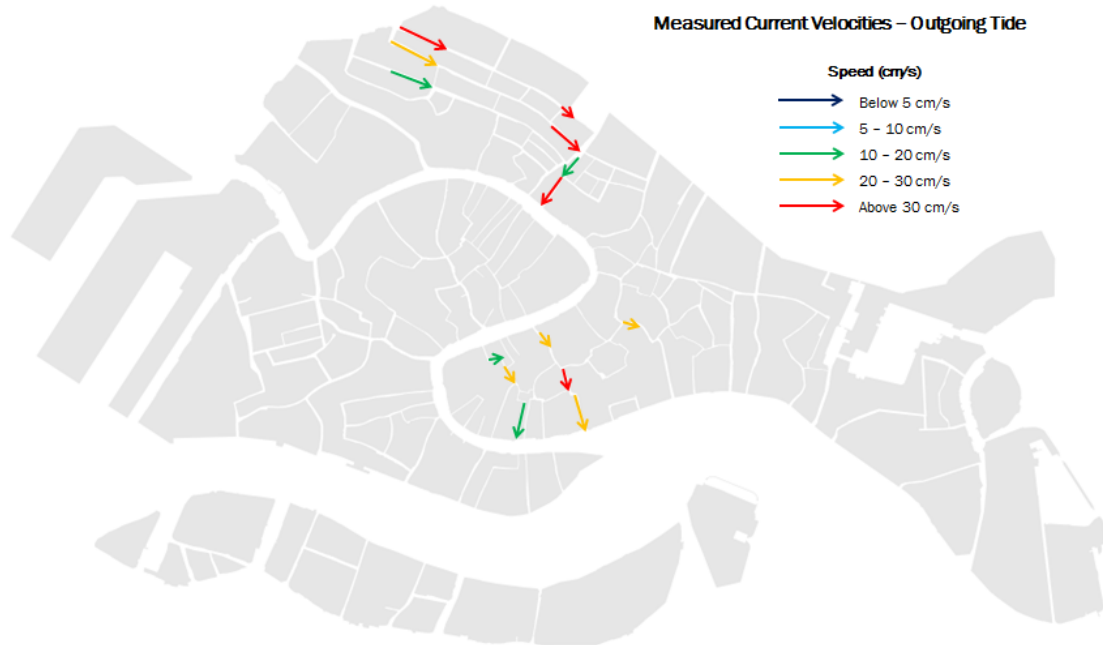 Measured Current Velocities – Outgoing Tide
Speed (cm/s)
Below 5 cm/s
5 – 10 cm/s
10 – 20 cm/s
20 – 30 cm/s
Above 30 cm/s